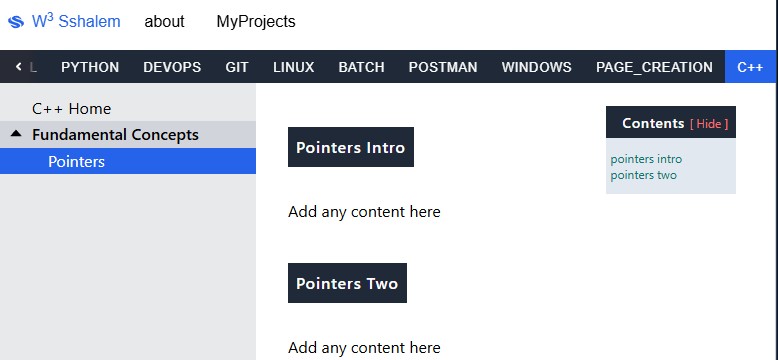 W³ Sshalem about MyProjects
L PYTHON DEVOPS GIT LINUX BATCH POSTMAN WINDOWS PAGE_CREATION C++
C++ Home
Fundamental Concepts
Pointers
Pointers Intro
Add any content here
Pointers Two
Add any content here
Contents [ Hide ]
pointers intro
pointers two